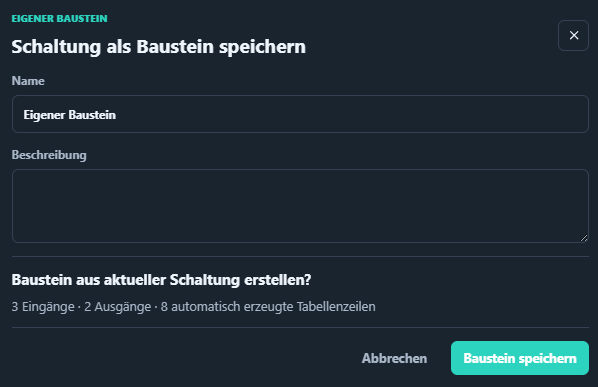 EIGENER BAUSTEIN
Schaltung als Baustein speichern
Name
Eigener Baustein
Beschreibung
Baustein aus aktueller Schaltung erstellen?
3 Eingänge · 2 Ausgänge · 8 automatisch erzeugte Tabellenzeilen
Abbrechen
Baustein speichern